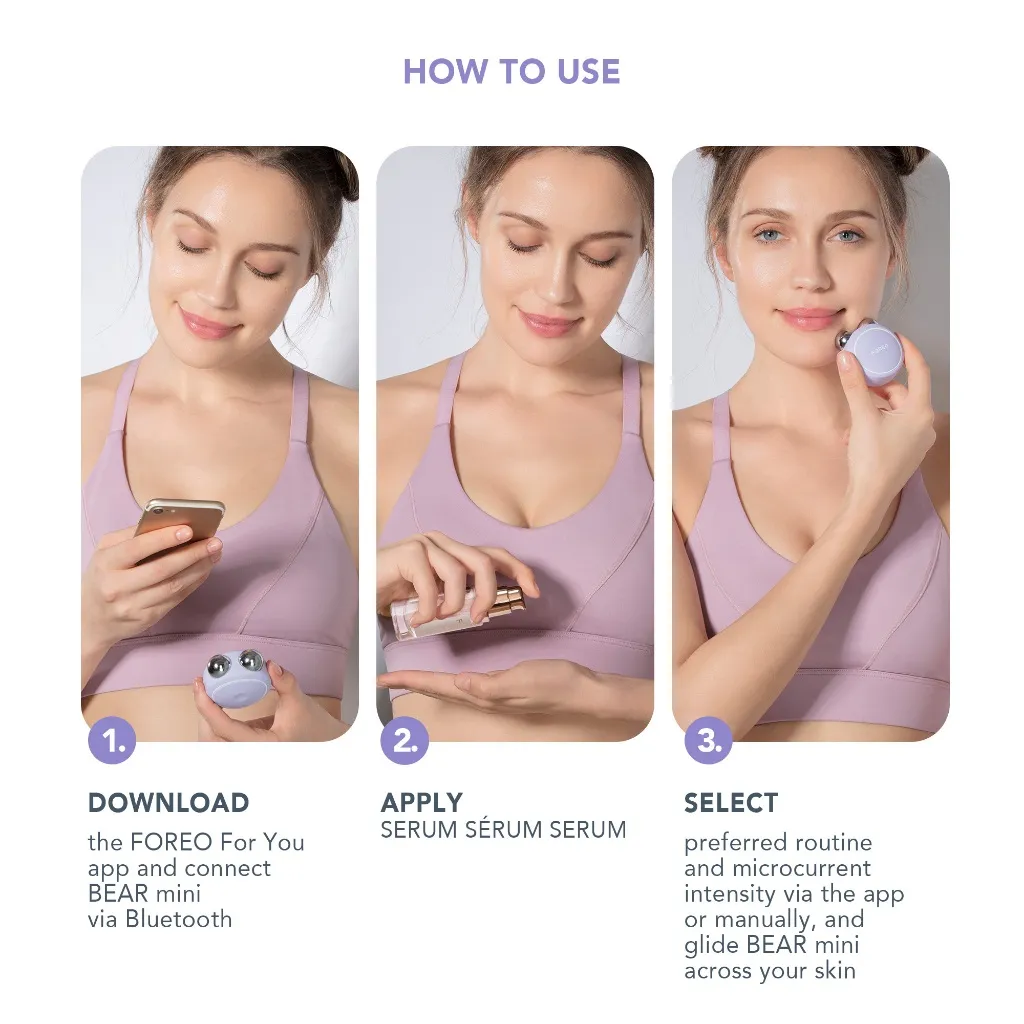 HOW TO USE
1.
DOWNLOAD
the FOREO For You
app and connect
BEAR mini
via Bluetooth
2.
APPLY
SERUM SÉRUM SERUM
3.
SELECT
preferred routine
and microcurrent
intensity via the app
or manually, and
glide BEAR mini
across your skin
FOREO